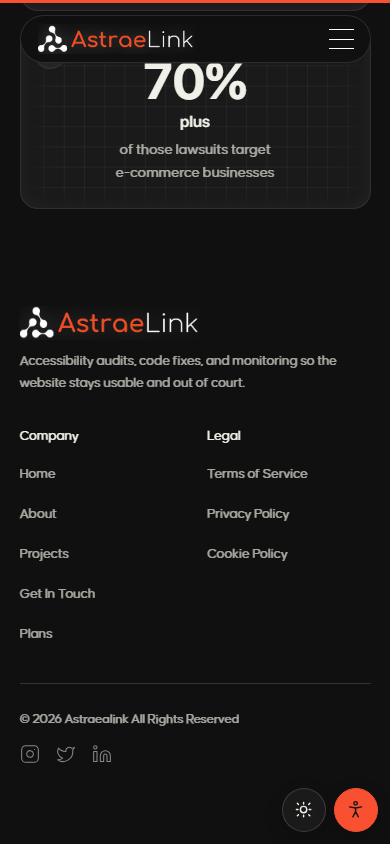 AstraeLink
70%
plus
of those lawsuits target
e-commerce businesses
AstraeLink
Accessibility audits, code fixes, and monitoring so the
website stays usable and out of court.
Company
Legal
Home
Terms of Service
About
Privacy Policy
Projects
Cookie Policy
Get In Touch
Plans
© 2026 Astraealink All Rights Reserved